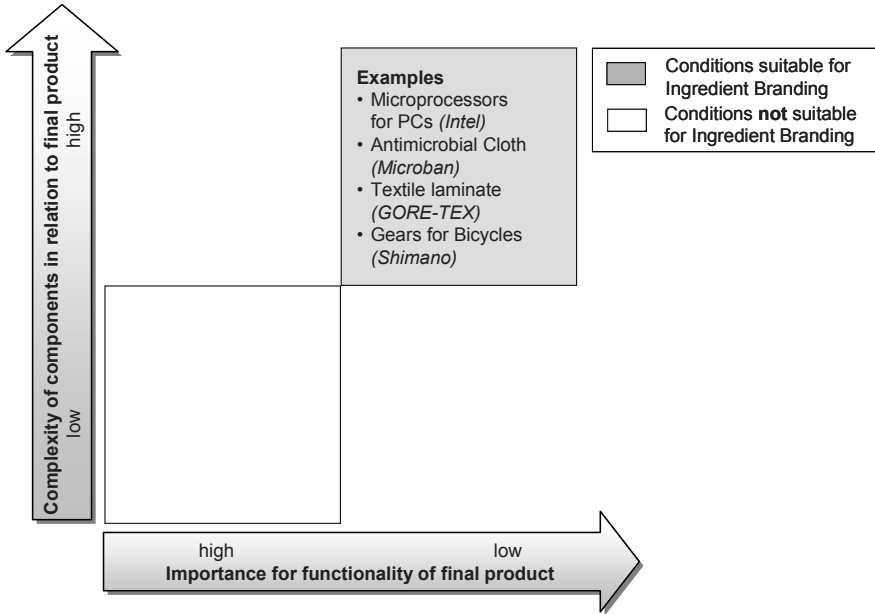 Complexity of components in relation to final product
low
high
Examples
• Microprocessors
for PCs (Intel)
• Antimicrobial Cloth
(Microban)
• Textile laminate
(GORE-TEX)
• Gears for Bicycles
(Shimano)
Conditions suitable for
Ingredient Branding
Conditions not suitable
for Ingredient Branding
high
low
Importance for functionality of final product